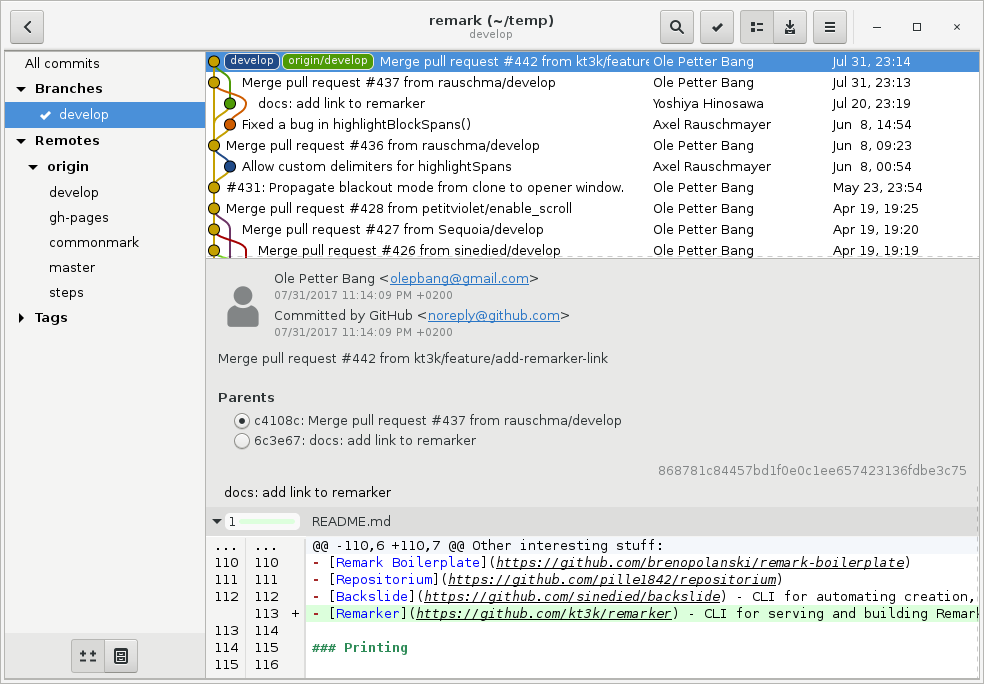 remark (~/temp)
develop
All commits
Branches
develop
Remotes
origin
develop
gh-pages
commonmark
master
steps
Tags
develop origin/develop Merge pull request #442 from kt3k/feature Ole Petter Bang Jul 31, 23:14
Merge pull request #437 from rauschma/develop Ole Petter Bang Jul 31, 23:13
docs: add link to remarker Yoshiya Hinosawa Jul 20, 23:19
Fixed a bug in highlightBlockSpans() Axel Rauschmayer Jun 8, 14:54
Merge pull request #436 from rauschma/develop Ole Petter Bang Jun 8, 09:23
Allow custom delimiters for highlightSpans Axel Rauschmayer Jun 8, 00:54
#431: Propagate blackout mode from clone to opener window. Ole Petter Bang May 23, 23:54
Merge pull request #428 from petitviolet/enable_scroll Ole Petter Bang Apr 19, 19:25
Merge pull request #427 from Sequoia/develop Ole Petter Bang Apr 19, 19:20
Merge pull request #426 from sinedied/develop Ole Petter Bang Apr 19, 19:19
Ole Petter Bang <olepbang@gmail.com>
07/31/2017 11:14:09 PM +0200
Committed by GitHub <noreply@github.com>
07/31/2017 11:14:09 PM +0200
Merge pull request #442 from kt3k/feature/add-remarker-link
Parents
c4108c: Merge pull request #437 from rauschma/develop
6c3e67: docs: add link to remarker
868781c84457bd1f0e0c1ee657423136fdbe3c75
docs: add link to remarker
1 README.md
... ... @@ -110,6 +110,7 @@ Other interesting stuff:
110 110 - [Remark Boilerplate](https://github.com/brenopolanski/remark-boilerplate)
111 111 - [Repositorium](https://github.com/pille1842/repositorium)
112 112 - [Backslide](https://github.com/sinedied/backslide) - CLI for automating creation,
113 + - [Remarker](https://github.com/kt3k/remarker) - CLI for serving and building Remark
113 114
114 115 ### Printing
115 116